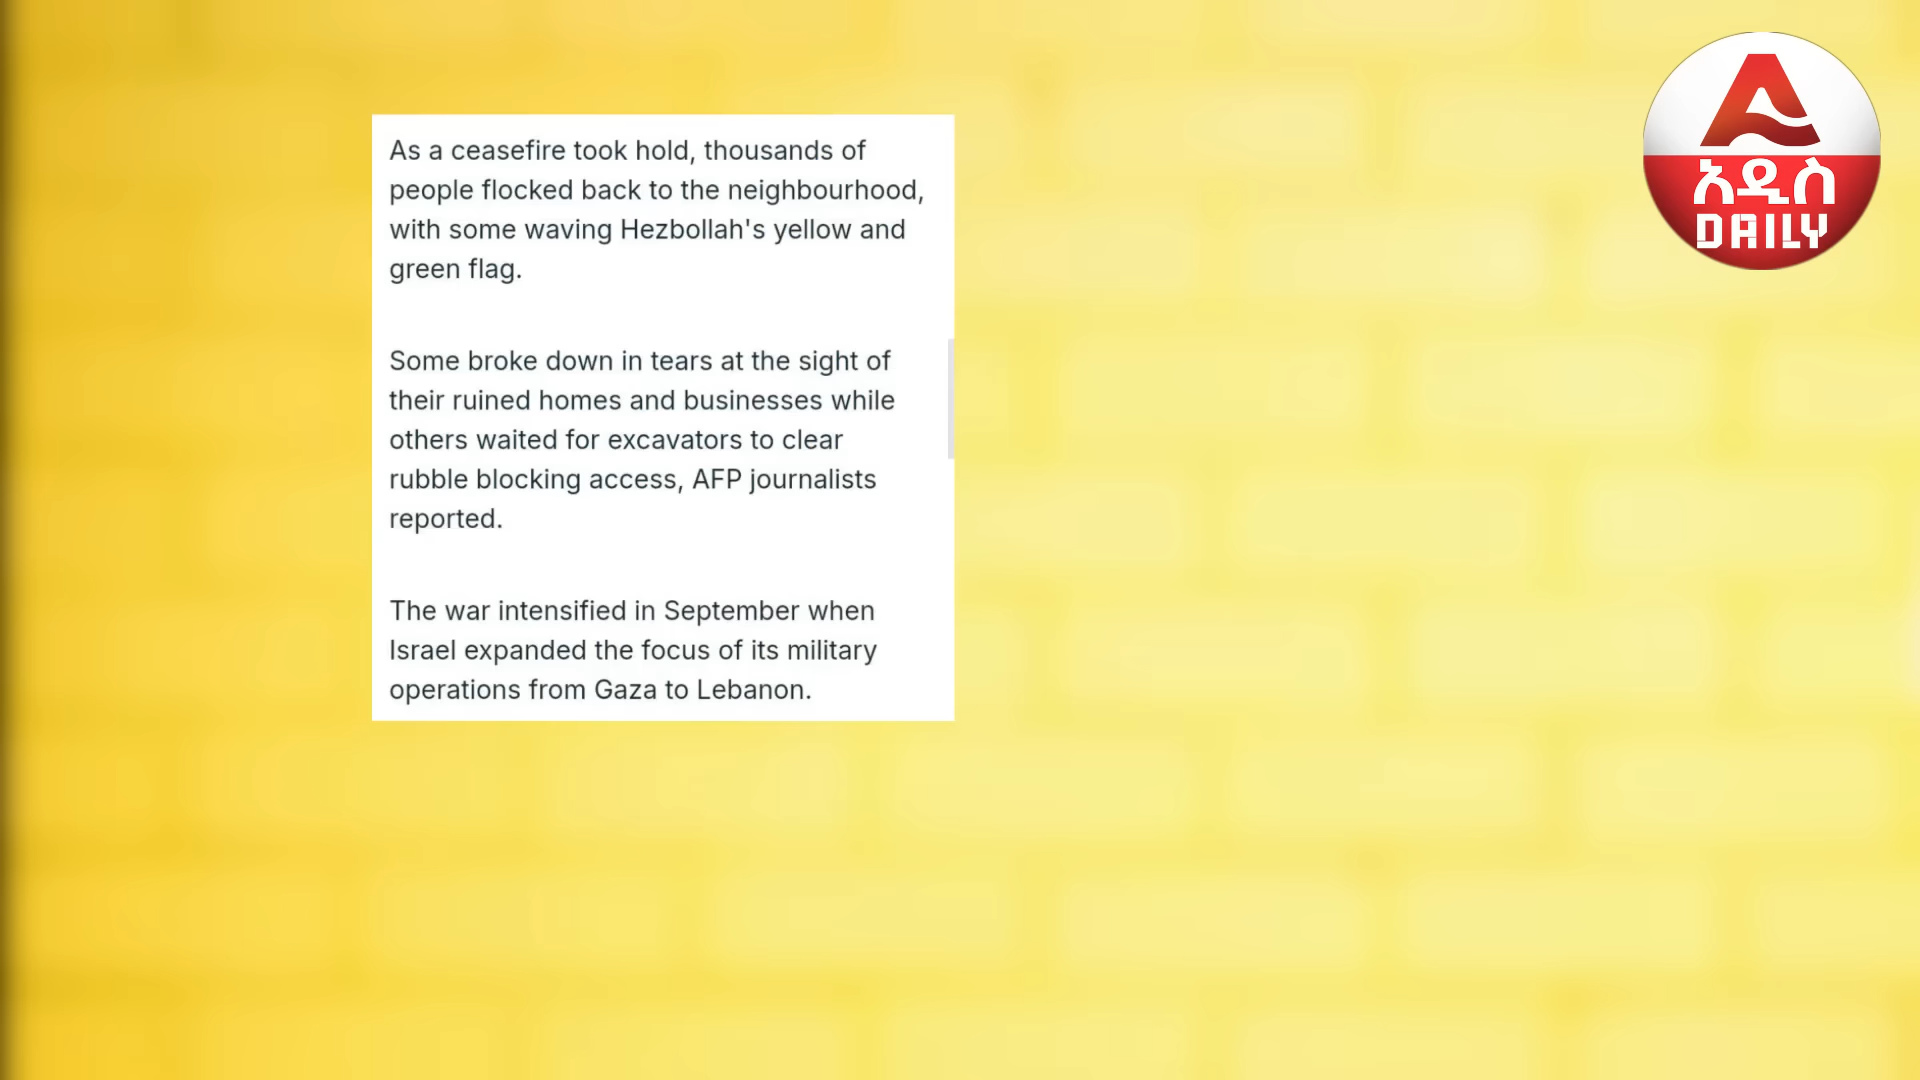 As a ceasefire took hold, thousands of
people flocked back to the neighbourhood,
with some waving Hezbollah's yellow and
green flag.
Some broke down in tears at the sight of
their ruined homes and businesses while
others waited for excavators to clear
rubble blocking access, AFP journalists
reported.
The war intensified in September when
Israel expanded the focus of its military
operations from Gaza to Lebanon.
አዲስ
DAILY